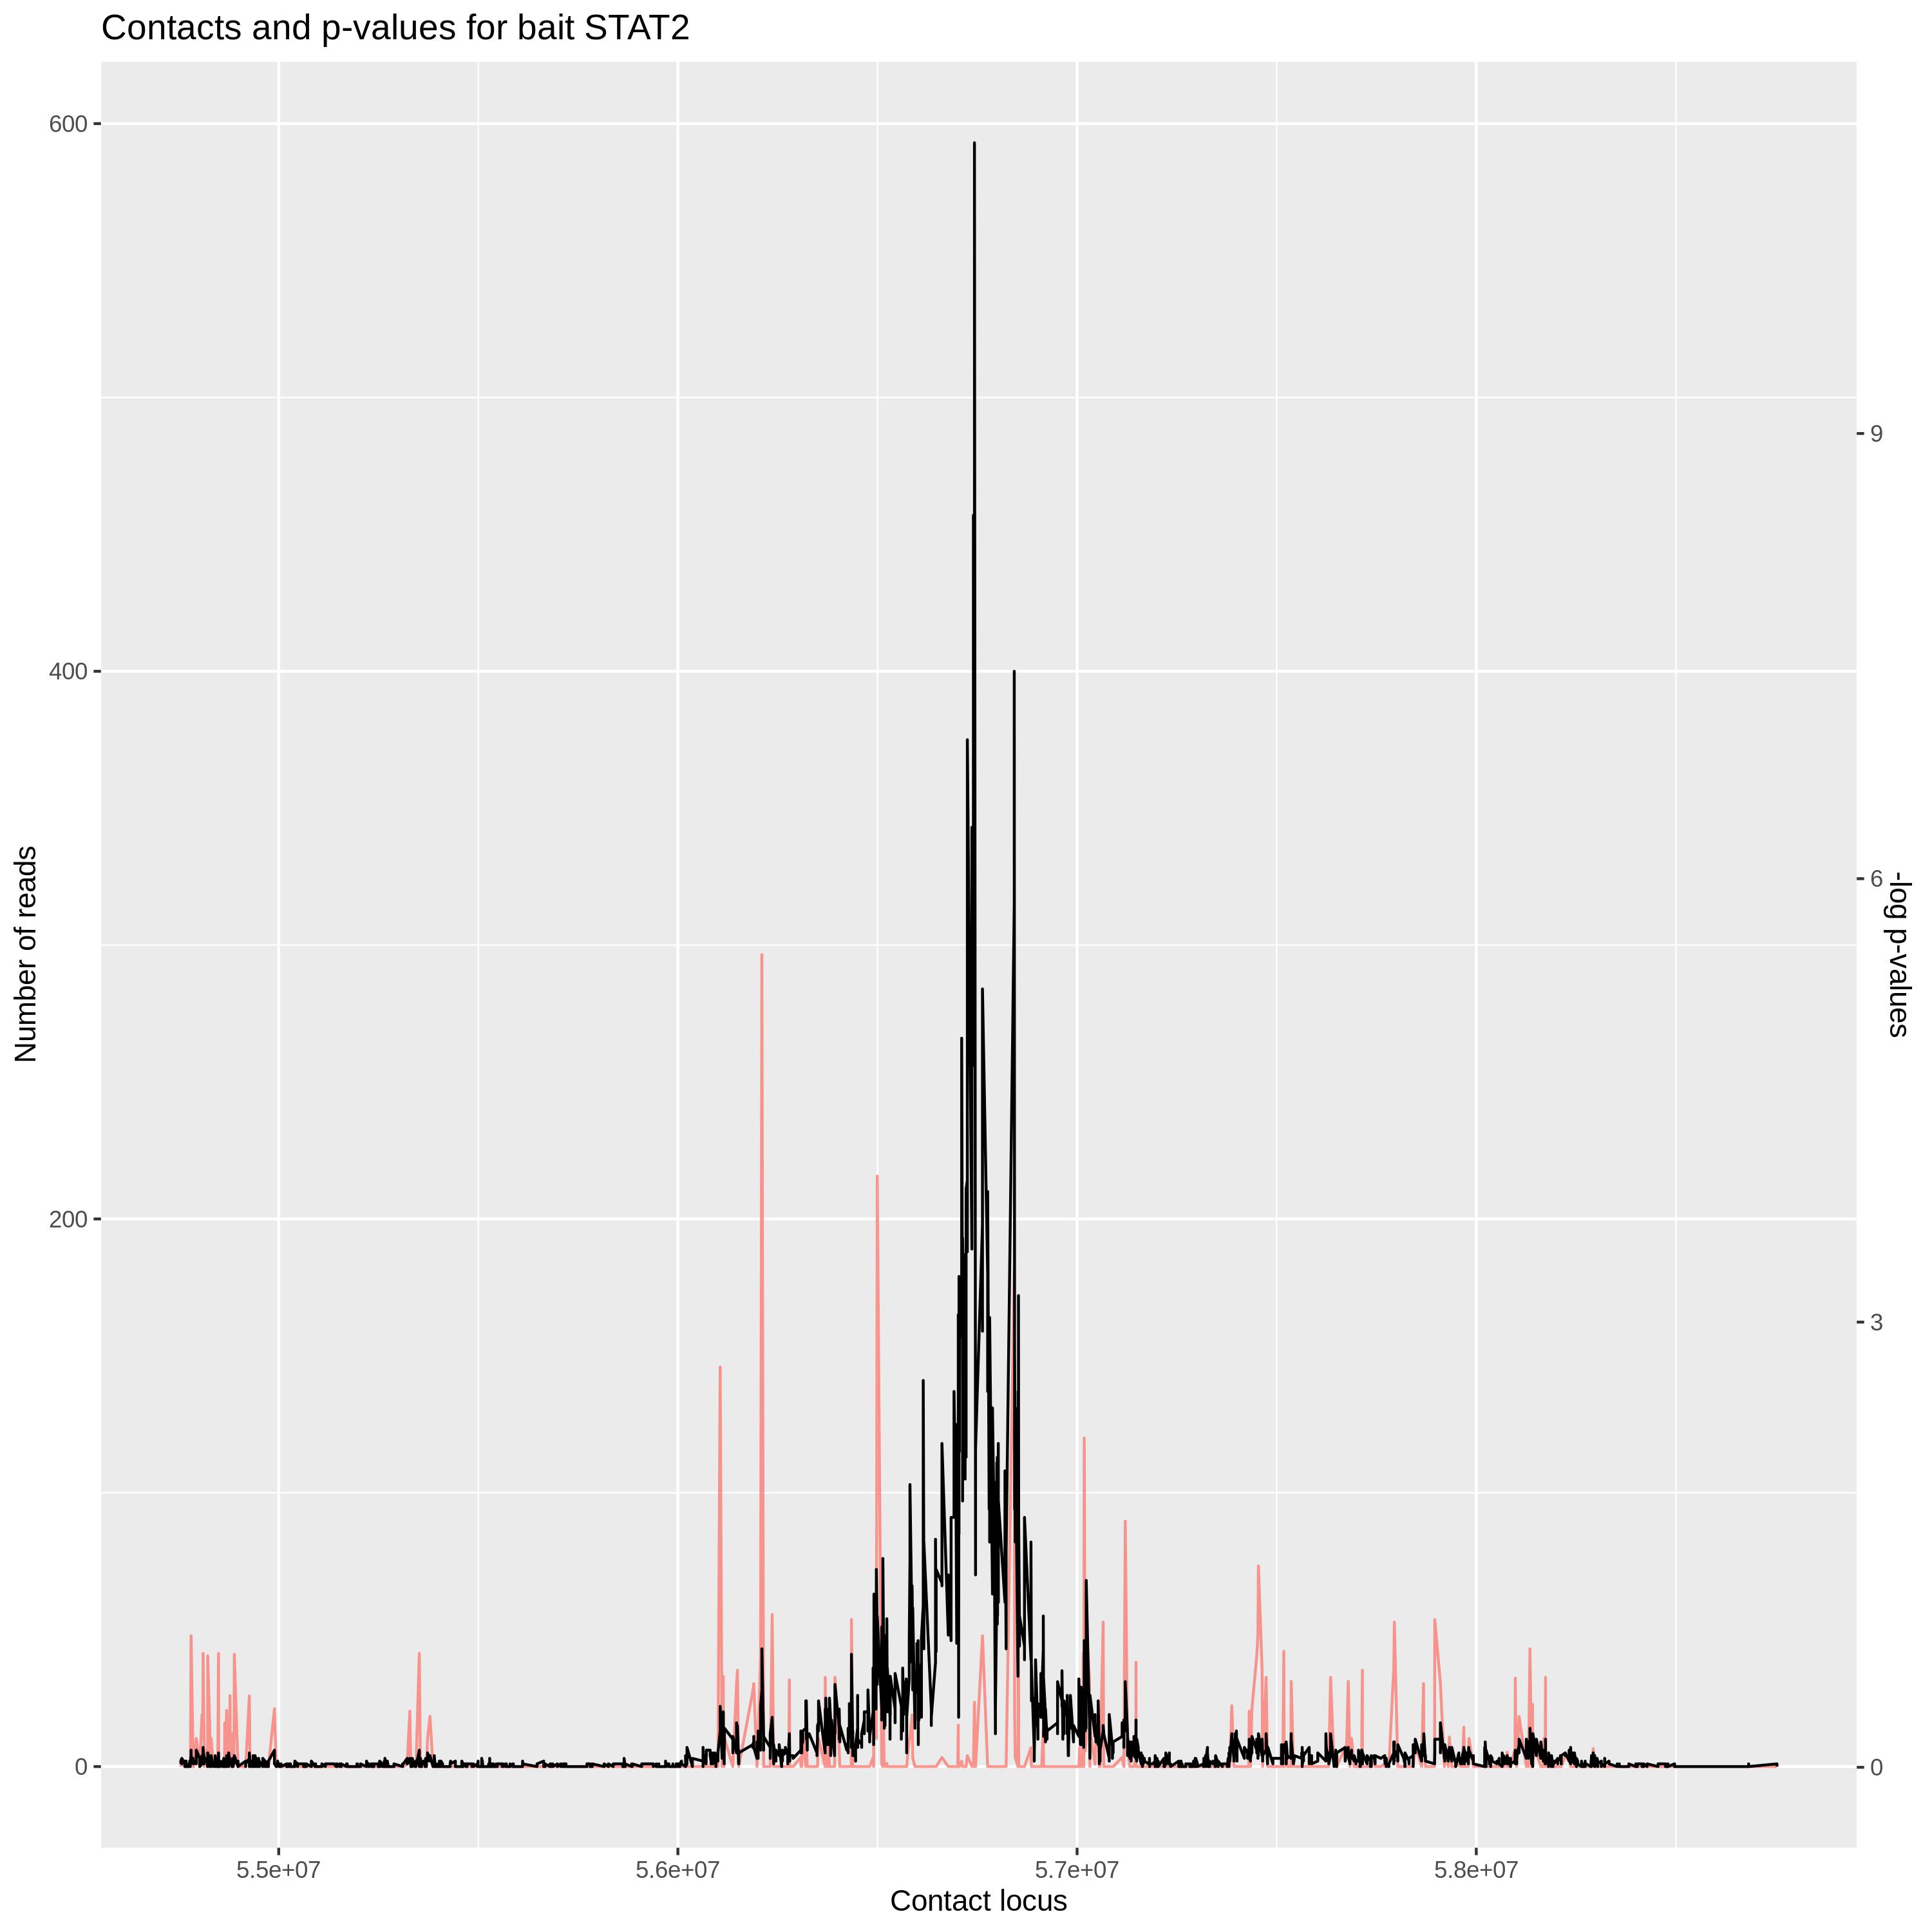 Contacts and p-values for bait STAT2
600
400
200
0
Number of reads
9
6
3
0
-log p-values
5.5e+07
5.6e+07
5.7e+07
5.8e+07
Contact locus